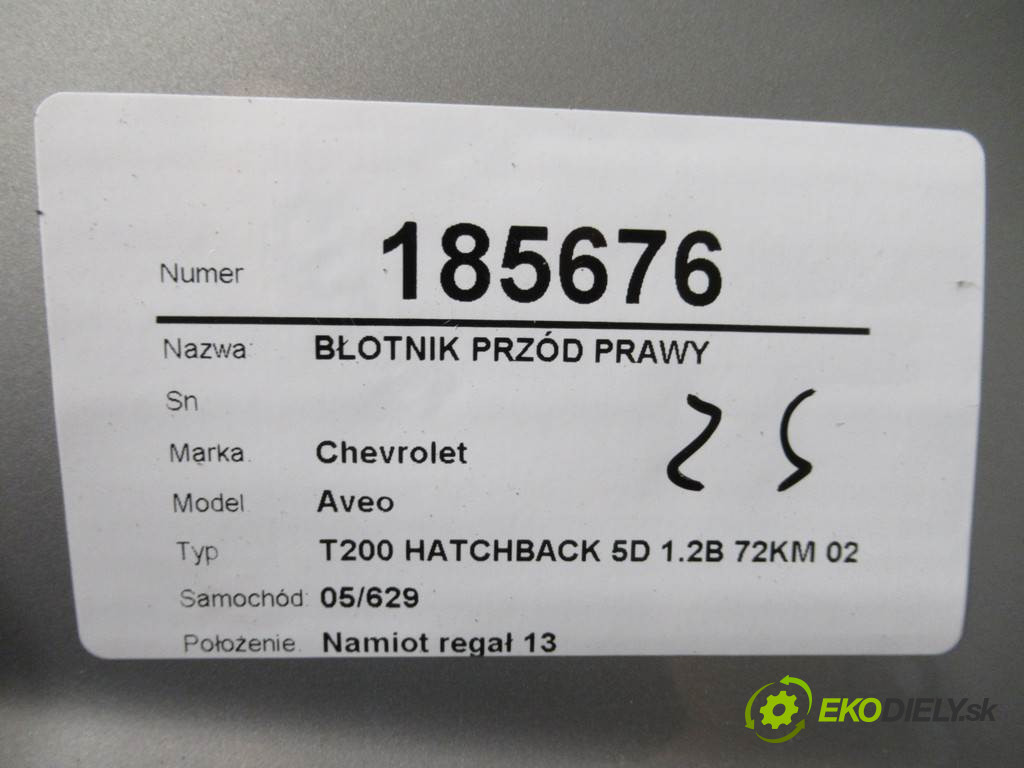 Numer 185676
Nazwa: BŁOTNIK PRZÓD PRAWY
Sn
Marka. Chevrolet
Model Aveo
Typ T200 HATCHBACK 5D 1.2B 72KM 02
Samochód: 05/629
Położenie. Namiot regał 13
25
EKODIELY.sk